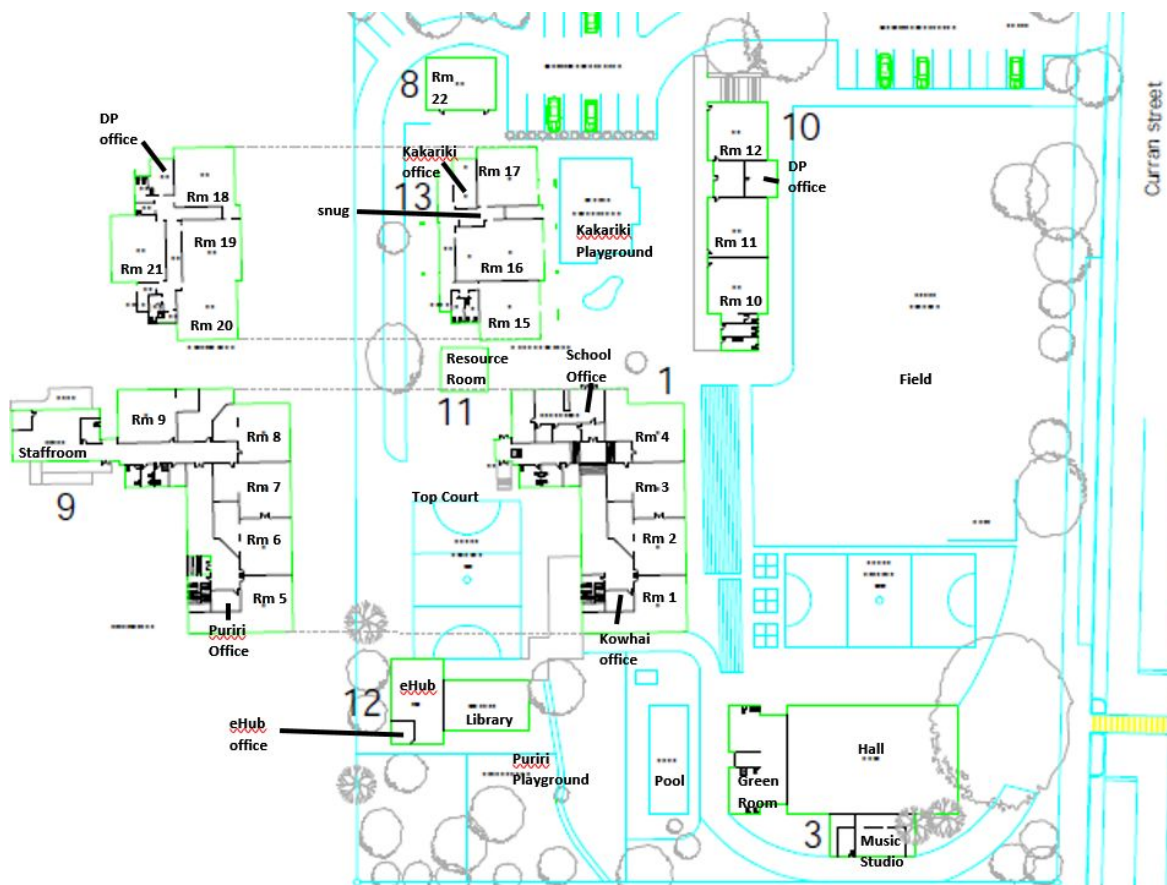 8
Rm
22
DP
office
10
Rm 12
DP
office
Kakariki
office
Rm 17
13
snug
Rm 18
Rm 19
Rm 21
Rm 20
Kakariki
Playground
Rm 16
Rm 15
Rm 11
Rm 10
Curran street
Resource
Room
11
School
Office
1
Field
Rm 9
Staffroom
9
Rm 8
Rm 7
Rm 6
Rm 5
Puriri
Office
Rm 4
Rm 3
Rm 2
Rm 1
Kowhai
office
Top Court
12
eHub
Library
eHub
office
Puriri
Playground
Pool
Green
Room
Hall
3
Music
Studio